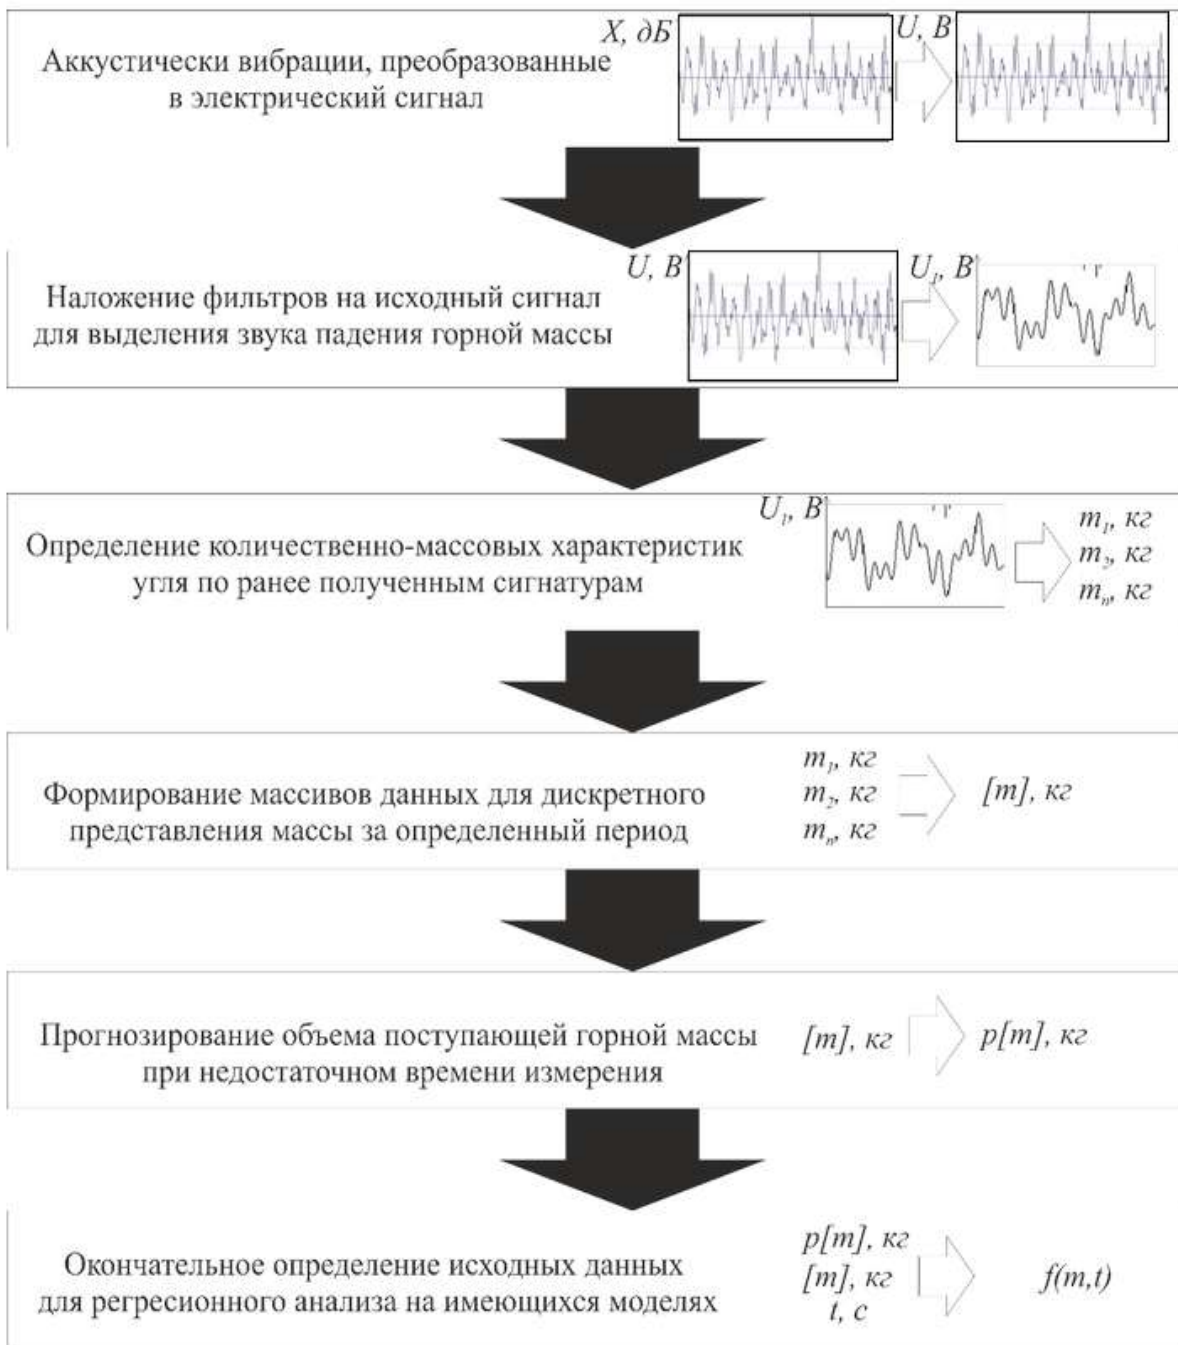 X, дБ
U, В
Аккустически вибрации, преобразованные
в электрический сигнал
U, В
U₁, В
Наложение фильтров на исходный сигнал
для выделения звука падения горной массы
U₁, В
Определение количественно-массовых характеристик
угля по ранее полученным сигнатурам
m₁, кг
m₂, кг
mₙ, кг
Формирование массивов данных для дискретного
представления массы за определенный период
m₁, кг
m₂, кг
mₙ, кг
[m], кг
Прогнозирование объема поступающей горной массы
при недостаточном времени измерения
[m], кг
p[m], кг
Окончательное определение исходных данных
для регресионного анализа на имеющихся моделях
p[m], кг
[m], кг
t, с
f(m,t)